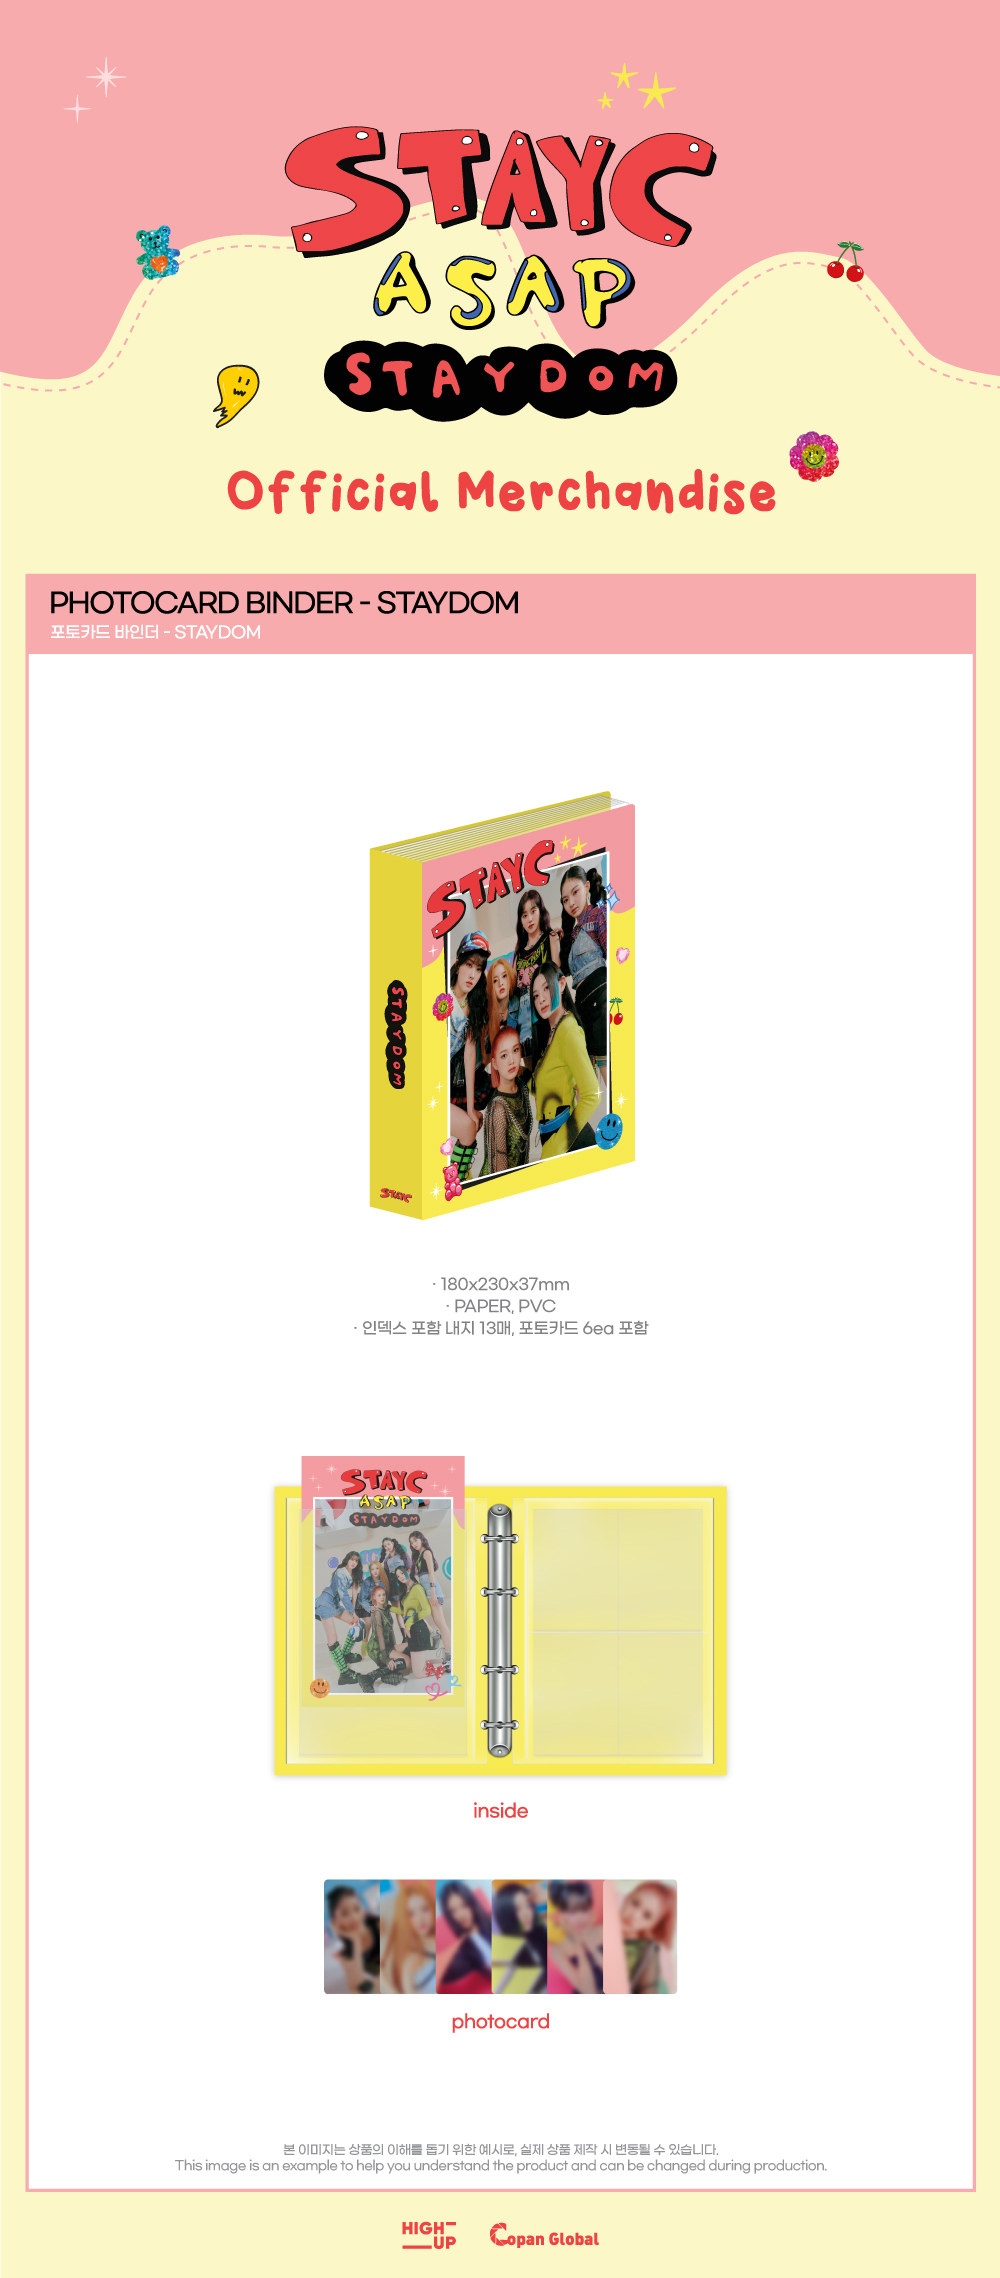 STAYC
ASAP
STAYDOM
Official Merchandise
PHOTOCARD BINDER - STAYDOM
포토카드 바인더 - STAYDOM
STAYC
STAYDOM
STAYC
· 180x230x37mm
· PAPER, PVC
· 인덱스 포함 내지 13매, 포토카드 6ea 포함
STAYC
ASAP
STAYDOM
inside
photocard
본 이미지는 상품의 이해를 돕기 위한 예시로, 실제 상품 제작 시 변동될 수 있습니다.
This image is an example to help you understand the product and can be changed during production.
HIGH
UP
Copan Global